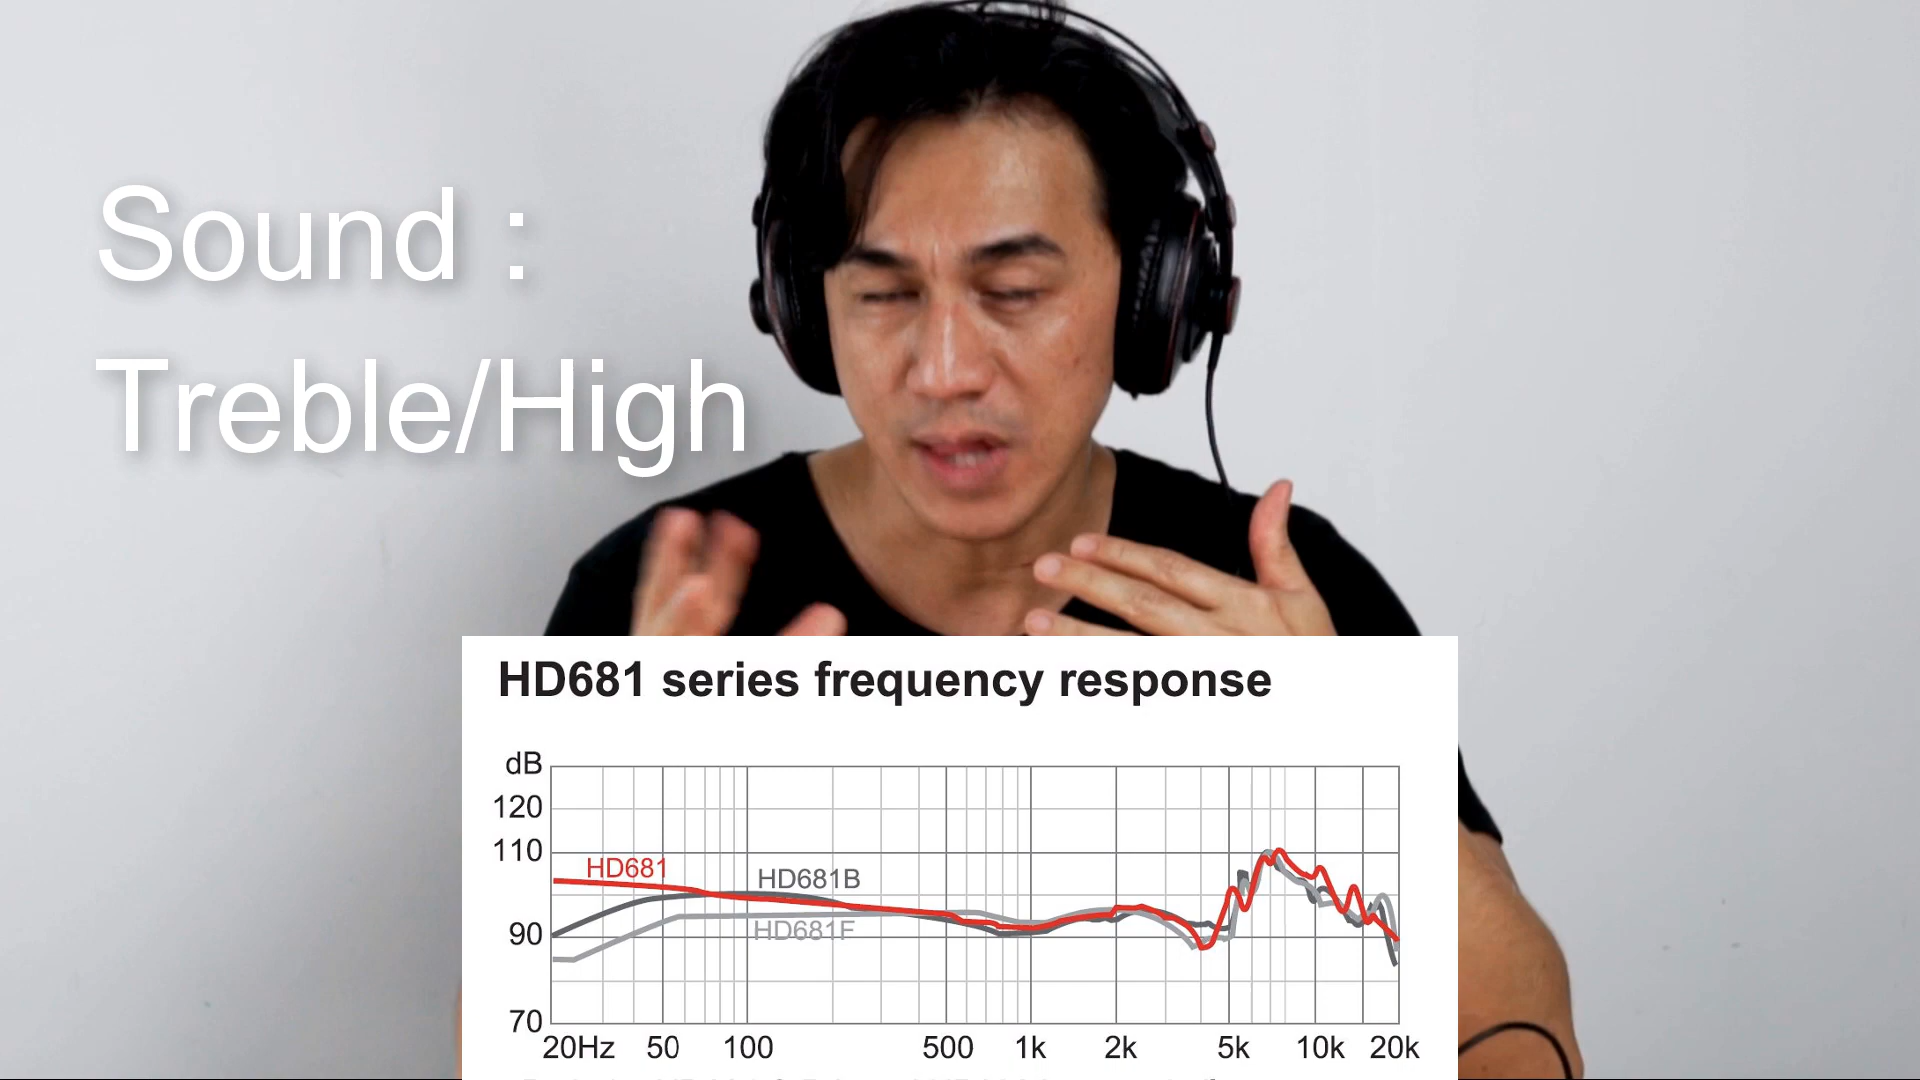 Sound :
Treble/High
HD681 series frequency response
dB
120
110
HD681
HD681B
90
HD681F
70
20Hz 50 100 500 1k 2k 5k 10k 20k